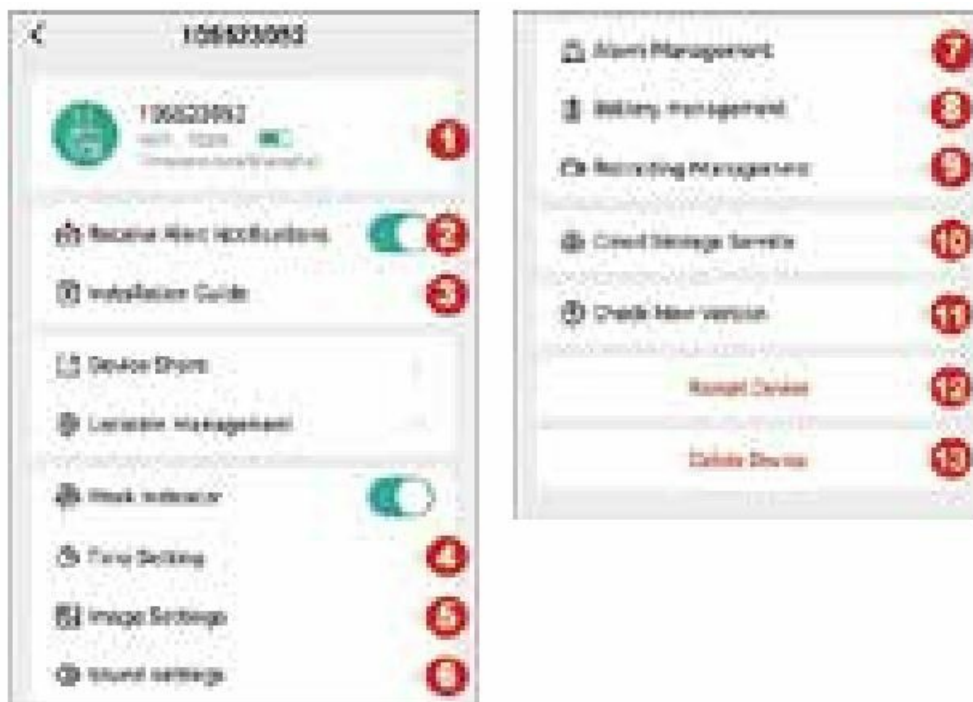 <
106623092
106623092
1
Receive Alert Notifications
2
Installation Guide
3
Device Share
Location Management
Work Indicator
Time Setting
4
Image Settings
5
Sound settings
6
Alarm Management
7
Battery management
8
Recording Management
9
Cloud Storage Service
10
Check New Version
11
Restart Device
12
Delete Device
13